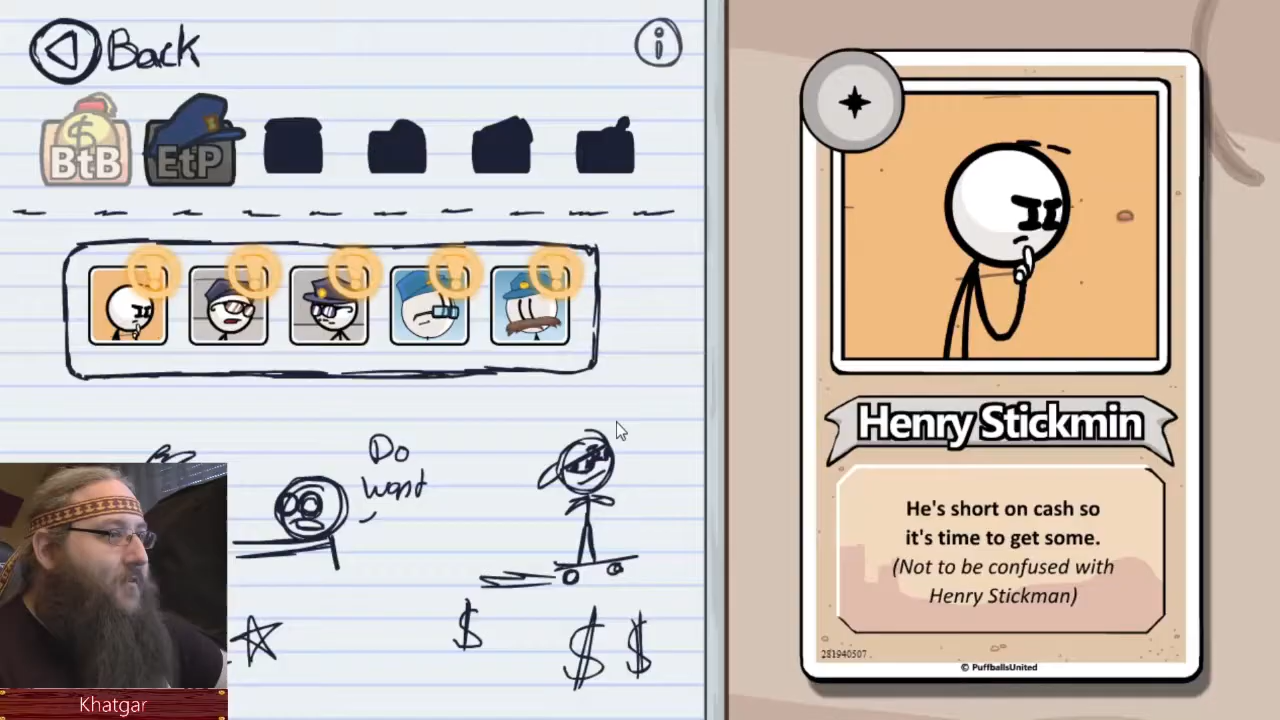 Back
BtB
EtP
Do
want
$
$ $
Khatgar
Henry Stickmin
He's short on cash so
it's time to get some.
(Not to be confused with
Henry Stickman)
281940507
© PuffballsUnited